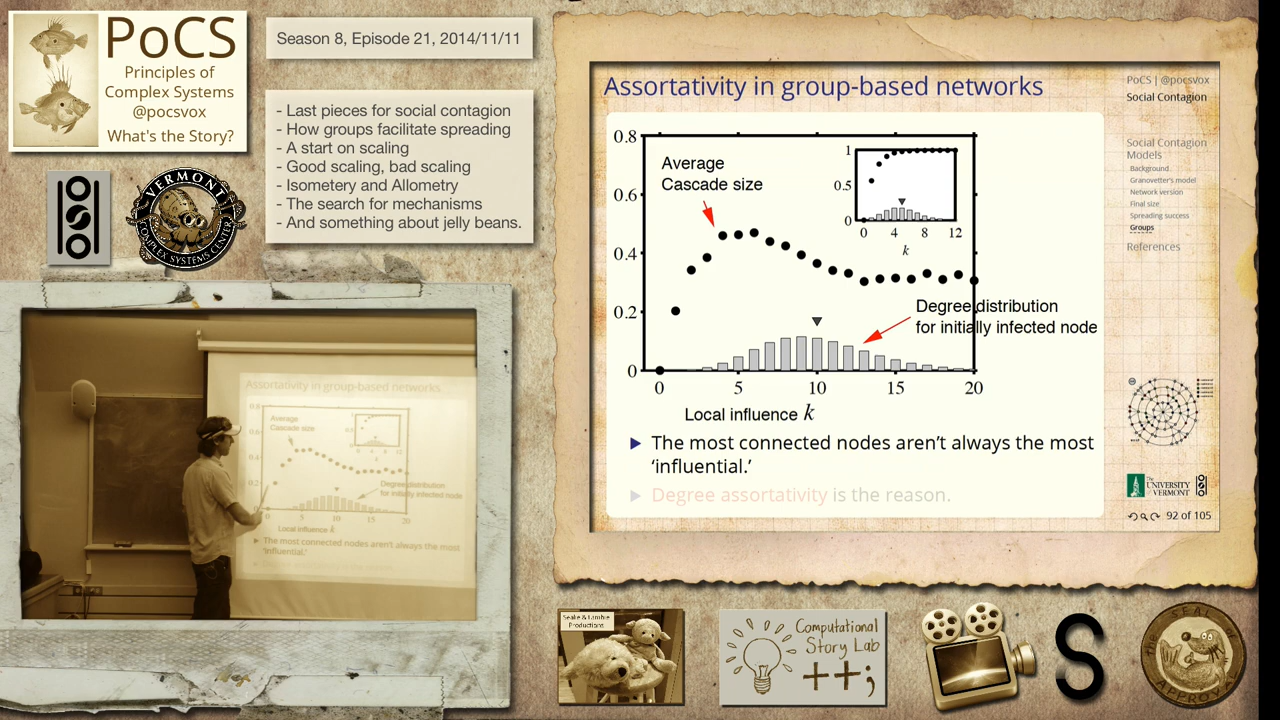 PoCS
Principles of
Complex Systems
@pocsvox
What's the Story?
Season 8, Episode 21, 2014/11/11
- Last pieces for social contagion
- How groups facilitate spreading
- A start on scaling
- Good scaling, bad scaling
- Isometery and Allometry
- The search for mechanisms
- And something about jelly beans.
VERMONT
COMPLEX SYSTEMS CENTER
Assortativity in group-based networks
PoCS | @pocsvox
Social Contagion
Social Contagion
Models
Background
Granovetter's model
Network version
Final size
Spreading success
Groups
References
0.8
0.6
0.4
0.2
0
0 5 10 15 20
Average
Cascade size
1
0.5
0
0 4 8 12
k
Degree distribution
for initially infected node
Local influence k
The most connected nodes aren't always the most
'influential.'
Degree assortativity is the reason.
The
UNIVERSITY
of VERMONT
92 of 105
Assortativity in group-based networks
Average
Cascade size
Degree distribution
for initially infected node
Local influence k
The most connected nodes aren't always the most
'influential.'
Seale & Lambie
Productions
Computational
Story Lab
++;
S
THE SEAL OF
APPROVAL